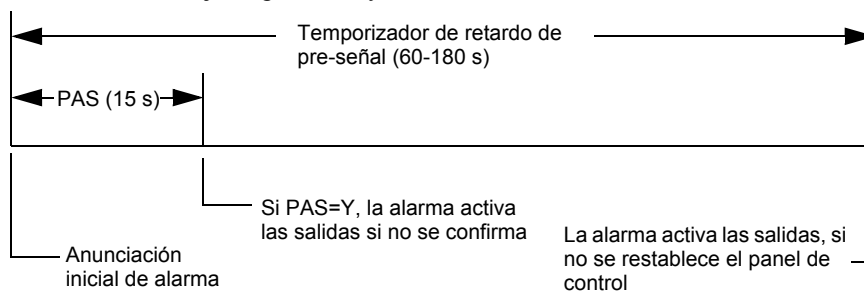 Temporizador de retardo de
pre-señal (60-180 s)
PAS (15 s)
Si PAS=Y, la alarma activa
las salidas si no se confirma
Anunciación
inicial de alarma
La alarma activa las salidas, si
no se restablece el panel de
control